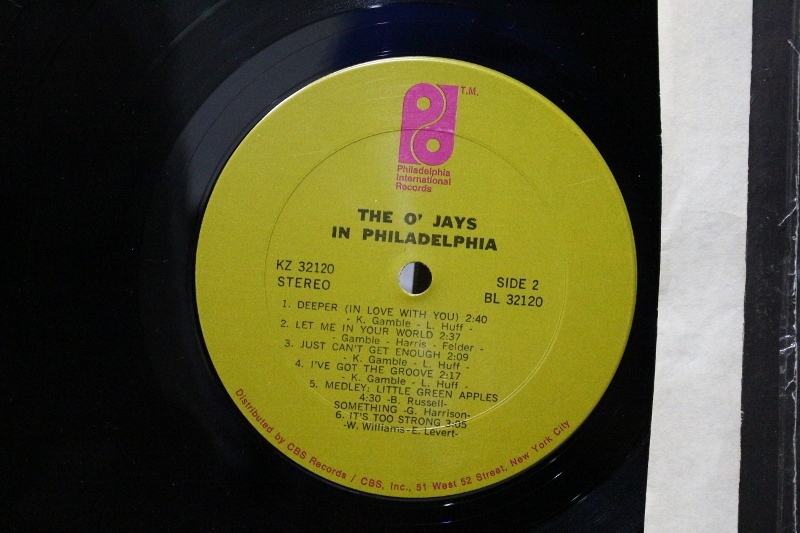 T.M.
Philadelphia
International
Records
THE O' JAYS
IN PHILADELPHIA
KZ 32120
STEREO
SIDE 2
BL 32120
1. DEEPER (IN LOVE WITH YOU) 2:40
- K. Gamble - L. Huff -
2. LET ME IN YOUR WORLD 2:37
- Gamble - Harris - Felder -
3. JUST CAN'T GET ENOUGH 2:09
- K. Gamble - L. Huff -
4. I'VE GOT THE GROOVE 2:17
- K. Gamble - L. Huff -
5. MEDLEY: LITTLE GREEN APPLES
4:30 -B. Russell-
SOMETHING -G. Harrison-
6. IT'S TOO STRONG 3:05
-W. Williams-E. Levert-
Distributed by CBS Records / CBS, Inc., 51 West 52 Street, New York City